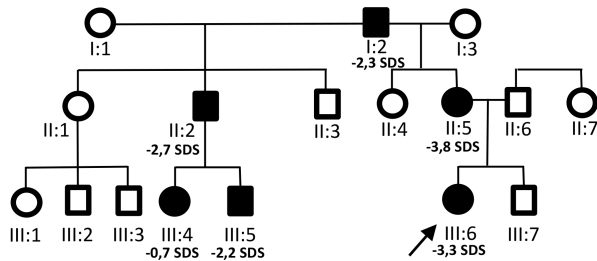 I:1 I:2 I:3
-2,3 SDS
II:1 II:2 II:3 II:4 II:5 II:6 II:7
-2,7 SDS -3,8 SDS
III:1 III:2 III:3 III:4 III:5 III:6 III:7
-0,7 SDS -2,2 SDS -3,3 SDS